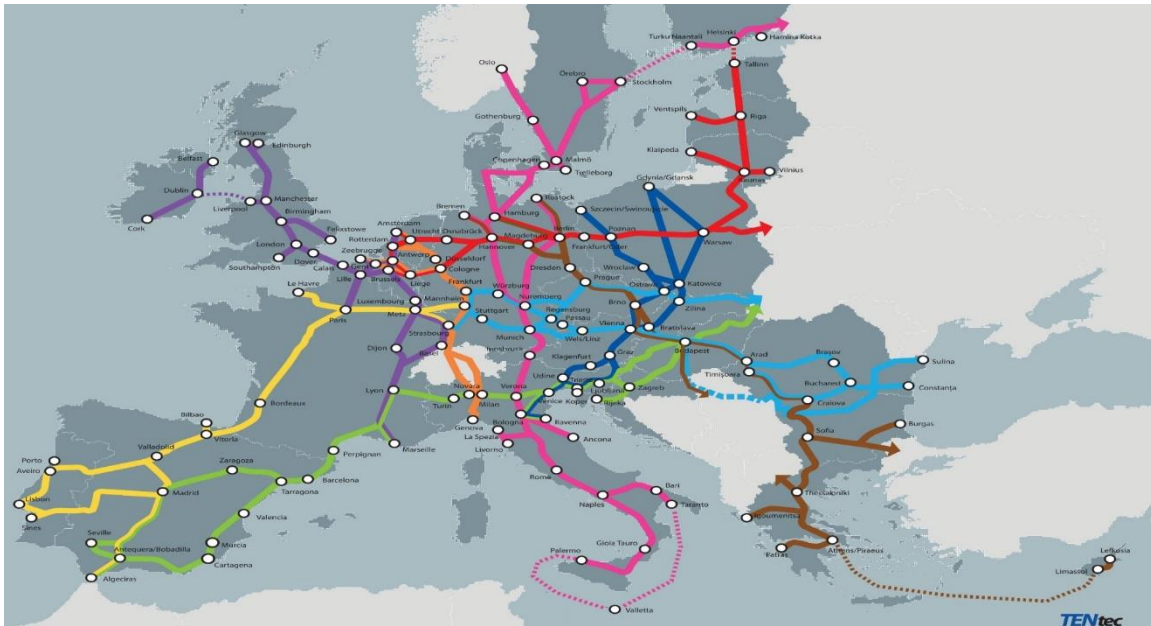 Turku/Naantali
Helsinki
Hamina Kotka
Oslo
Örebro
Stockholm
Tallinn
Ventspils
Riga
Gothenburg
Klaipeda
Glasgow
Edinburgh
Belfast
Copenhagen
Malmö
Trelleborg
Kaunas
Vilnius
Gdynia/Gdansk
Dublin
Manchester
Liverpool
Birmingham
Cork
Rostock
Szczecin/Swinoujscie
Bremen
Hamburg
Felixstowe
Amsterdam
Utrecht
Osnabrück
Magdeburg
Berlin
Poznan
Rotterdam
Hannover
Frankfurt/Oder
Warsaw
London
Zeebrugge
Antwerp
Düsseldorf
Southampton
Dover
Calais
Cologne
Dresden
Wroclaw
Lille
Brussels
Liege
Frankfurt
Prague
Ostrava
Katowice
Le Havre
Würzburg
Luxembourg
Mannheim
Nuremberg
Brno
Zilina
Paris
Metz
Stuttgart
Regensburg
Passau
Strasbourg
Munich
Wels/Linz
Vienna
Bratislava
Dijon
Basel
Innsbruck
Klagenfurt
Graz
Budapest
Arad
Brașov
Sulina
Lyon
Novara
Verona
Udine
Ljubljana
Zagreb
Timișoara
Bucharest
Constanța
Turin
Milan
Venice
Koper
Rijeka
Craiova
Bordeaux
Genova
Bologna
Ravenna
Bilbao
La Spezia
Ancona
Sofia
Burgas
Vitoria
Marseille
Livorno
Valladolid
Perpignan
Porto
Aveiro
Zaragoza
Barcelona
Rome
Madrid
Tarragona
Bari
Thessaloniki
Lisbon
Naples
Taranto
Sines
Valencia
Igoumenitsa
Seville
Murcia
Gioia Tauro
Antequera/Bobadilla
Palermo
Patras
Athens/Piraeus
Lefkosia
Cartagena
Limassol
Algeciras
Valletta
TENtec